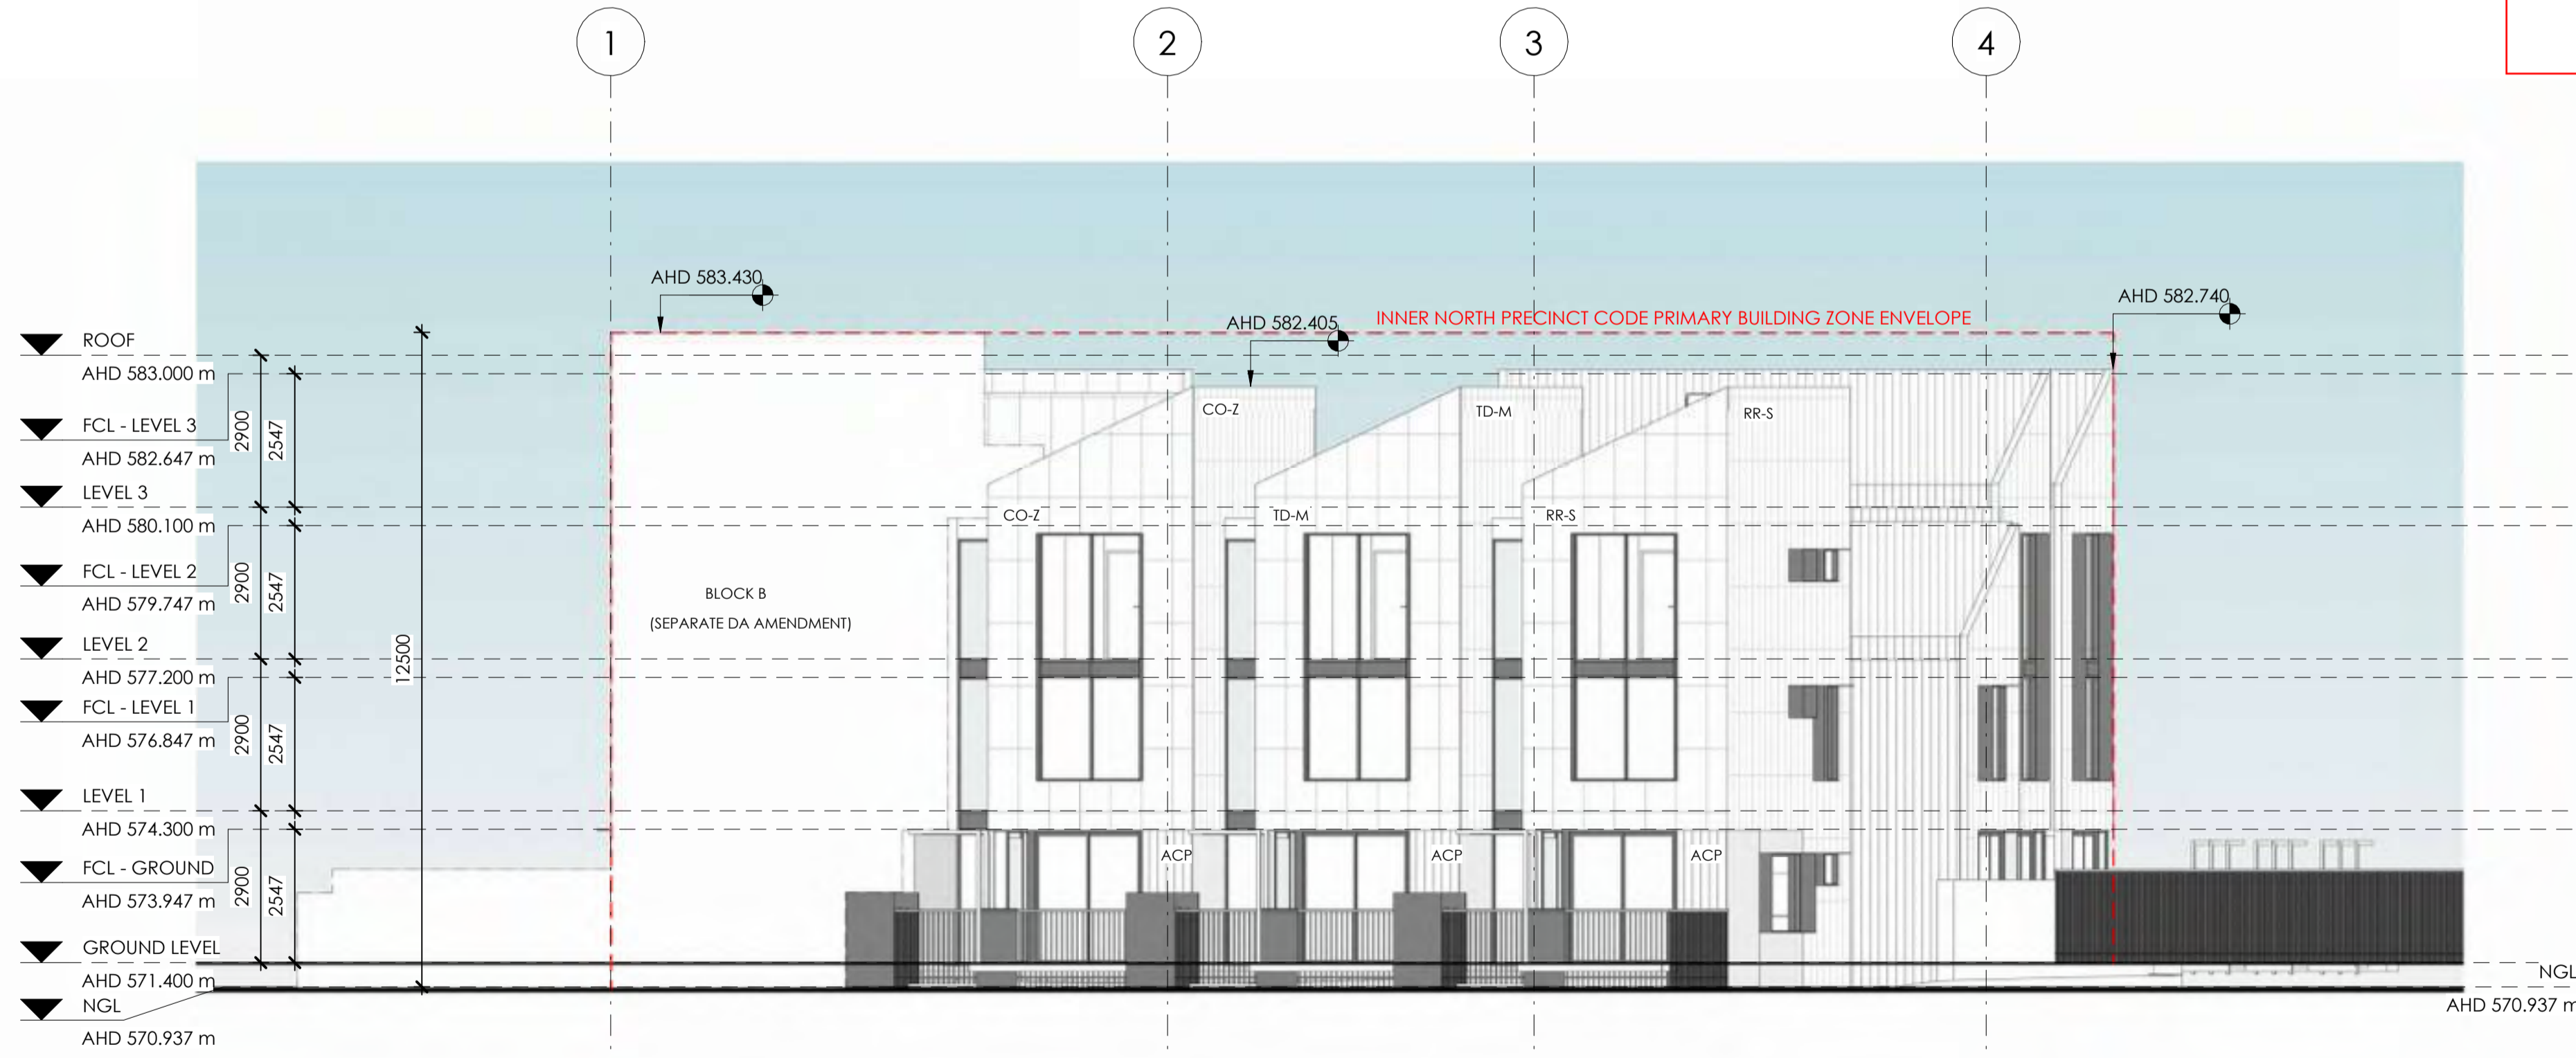 1
2
3
4
AHD 583.430
AHD 582.405
INNER NORTH PRECINCT CODE PRIMARY BUILDING ZONE ENVELOPE
AHD 582.740
ROOF
AHD 583.000 m
FCL - LEVEL 3
AHD 582.647 m
LEVEL 3
AHD 580.100 m
FCL - LEVEL 2
AHD 579.747 m
LEVEL 2
AHD 577.200 m
FCL - LEVEL 1
AHD 576.847 m
LEVEL 1
AHD 574.300 m
FCL - GROUND
AHD 573.947 m
GROUND LEVEL
AHD 571.400 m
NGL
AHD 570.937 m
2900
2547
2900
2547
2900
2547
2900
2547
12500
BLOCK B
(SEPARATE DA AMENDMENT)
CO-Z
TD-M
RR-S
CO-Z
TD-M
RR-S
ACP
ACP
ACP
NGL
AHD 570.937 m